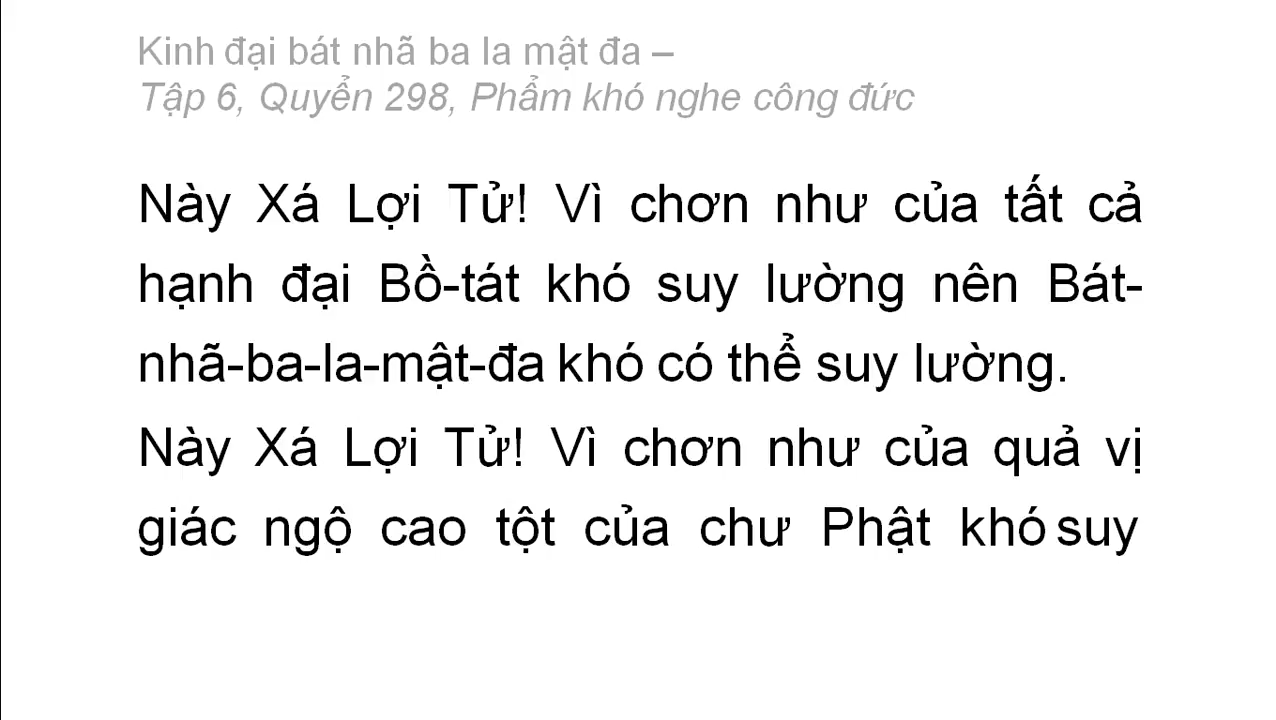 Kinh đại bát nhã ba la mật đa –
Tập 6, Quyển 298, Phẩm khó nghe công đức
Này Xá Lợi Tử! Vì chơn như của tất cả
hạnh đại Bồ-tát khó suy lường nên Bát-
nhã-ba-la-mật-đa khó có thể suy lường.
Này Xá Lợi Tử! Vì chơn như của quả vị
giác ngộ cao tột của chư Phật khó suy